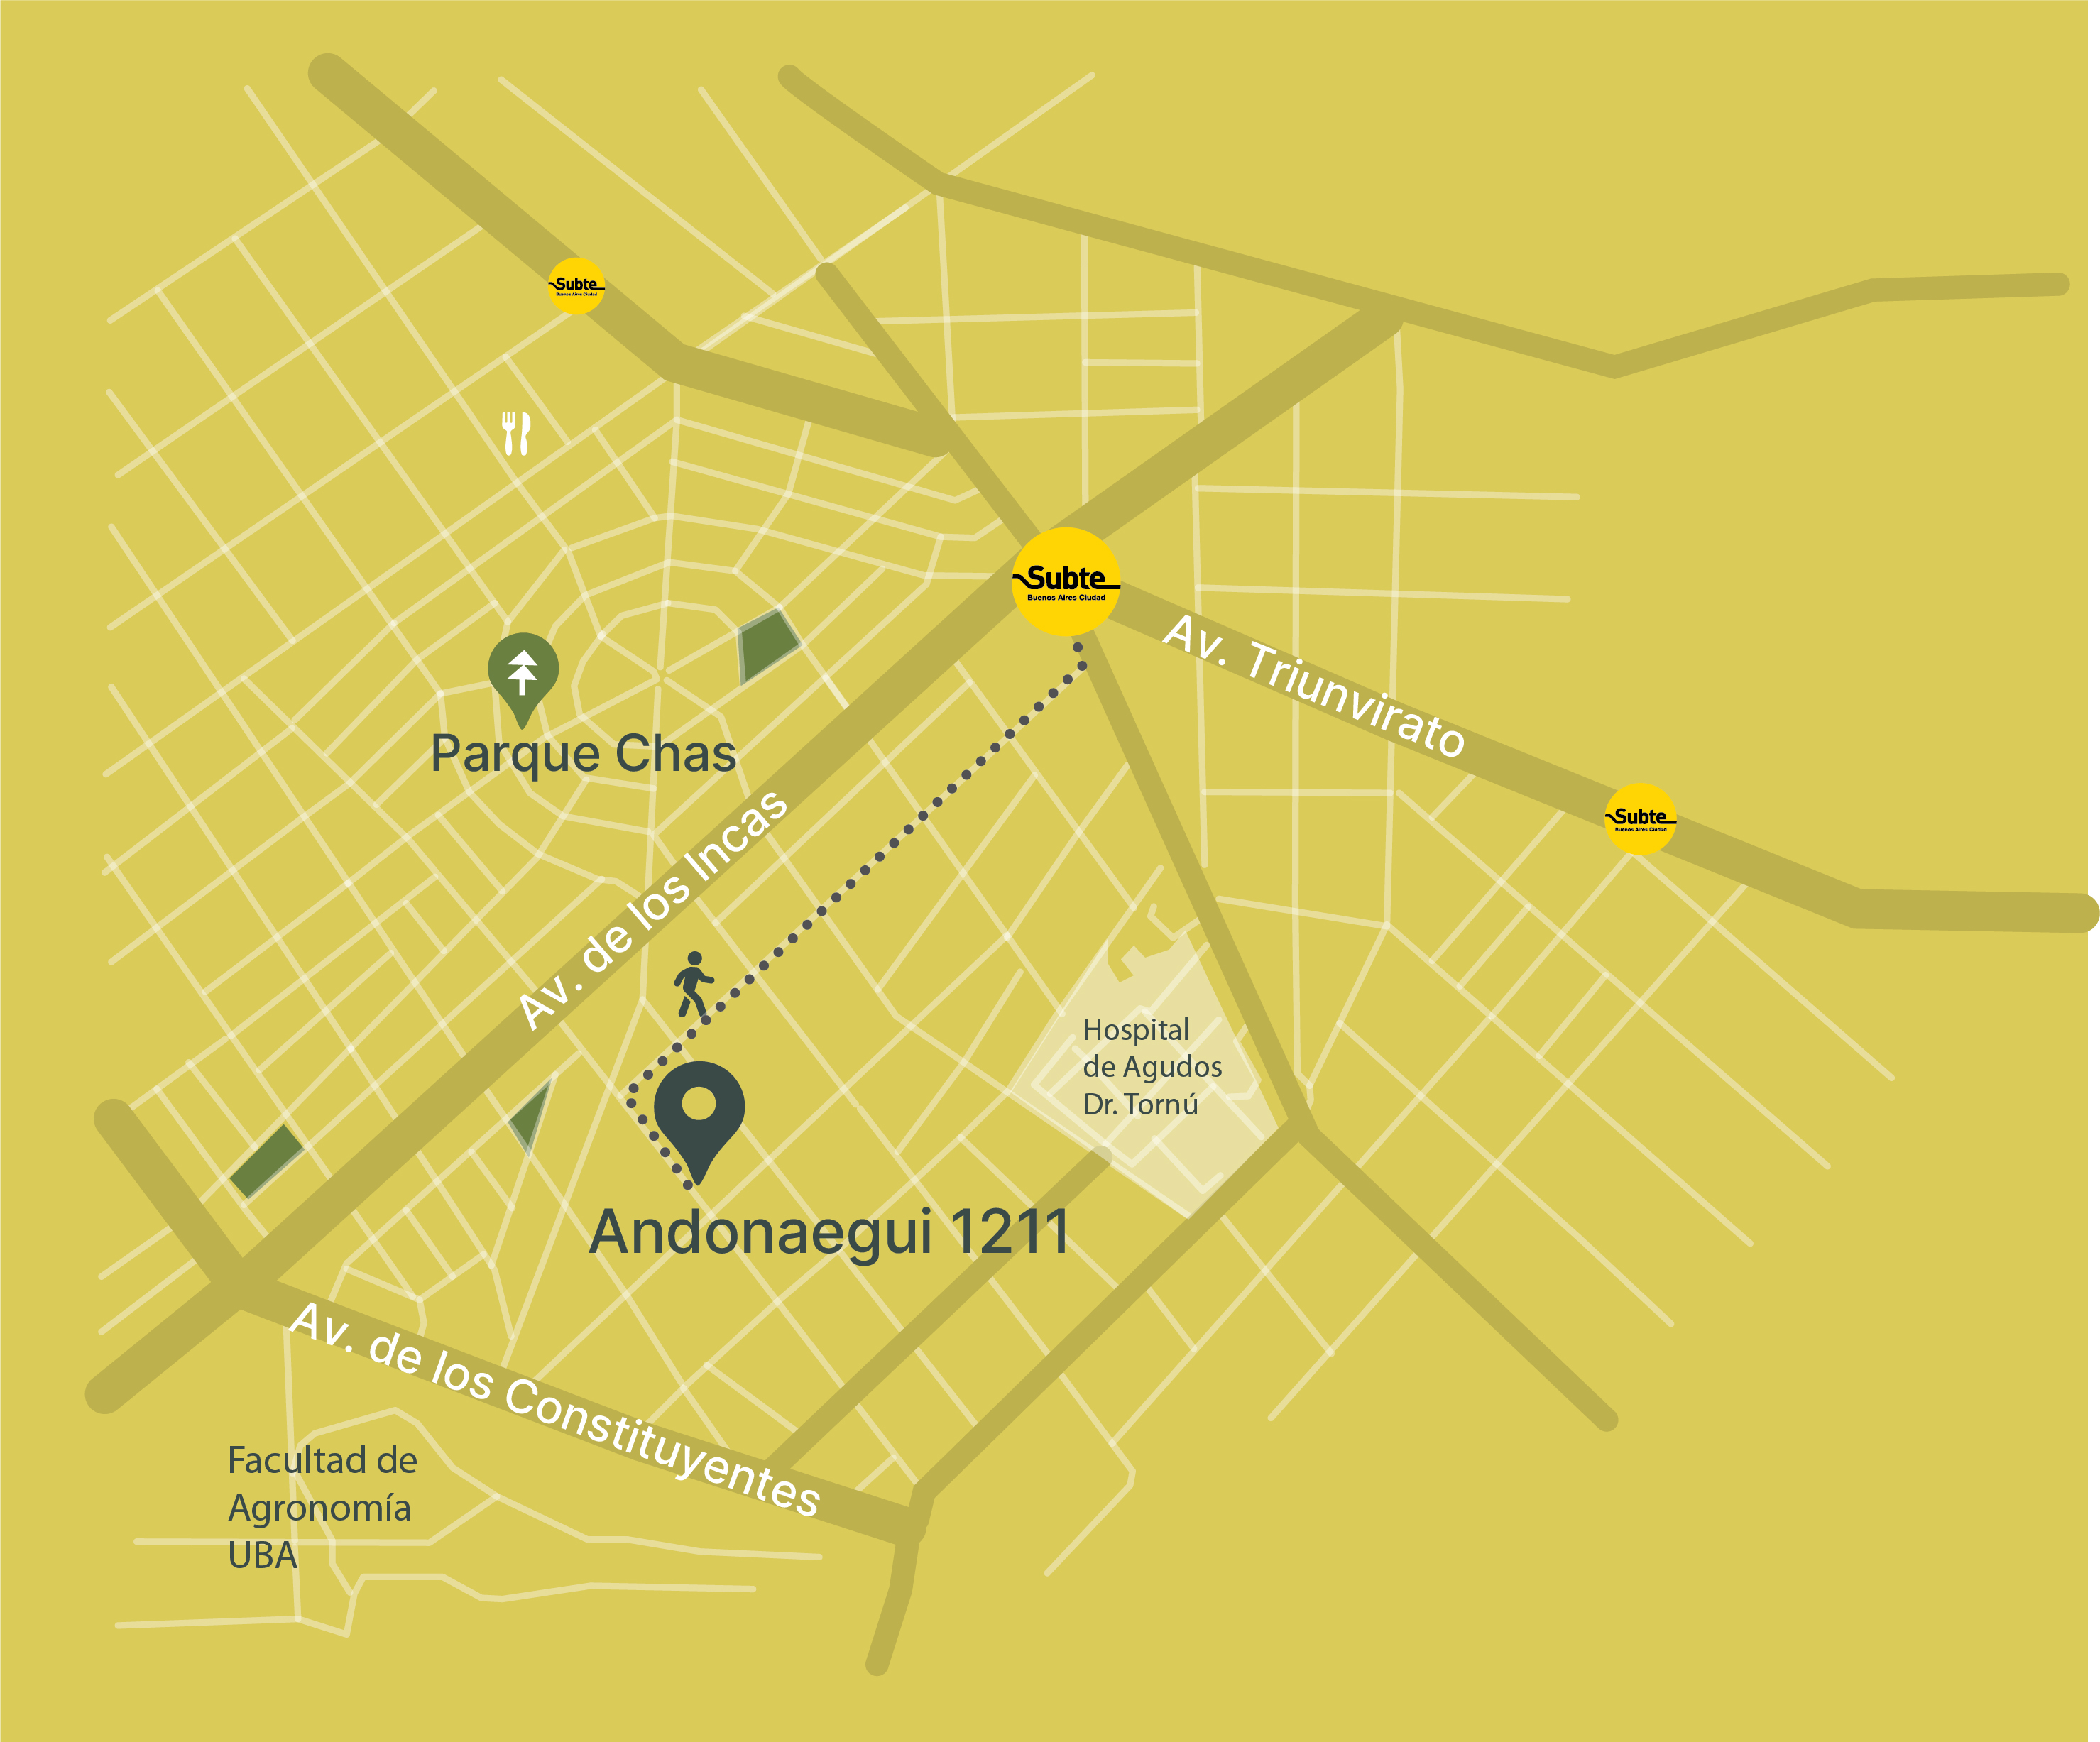 Subte
Buenos Aires Ciudad
Subte
Buenos Aires Ciudad
Av. Triunvirato
Parque Chas
Subte
Buenos Aires Ciudad
Av. de los Incas
Hospital
de Agudos
Dr. Tornú
Andonaegui 1211
Av. de los Constituyentes
Facultad de
Agronomía
UBA